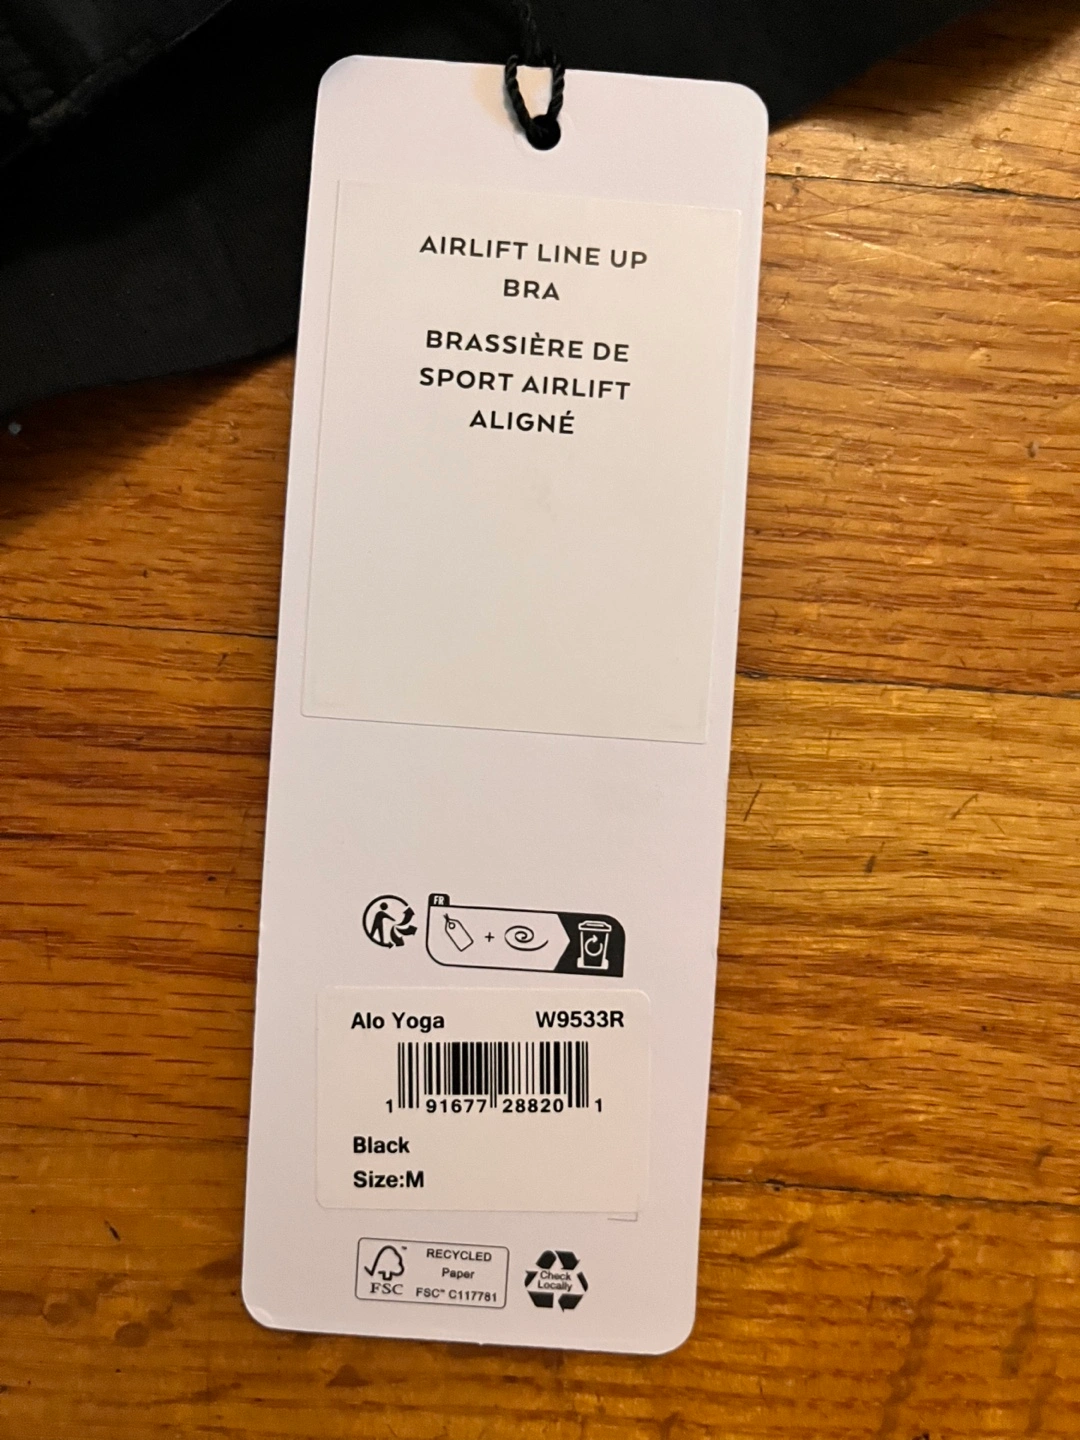 AIRLIFT LINE UP
BRA
BRASSIÈRE DE
SPORT AIRLIFT
ALIGNÉ
FR
+
Alo Yoga W9533R
1 91677 28820 1
Black
Size:M
FSC™
RECYCLED
Paper
FSC™ C117781
Check
Locally